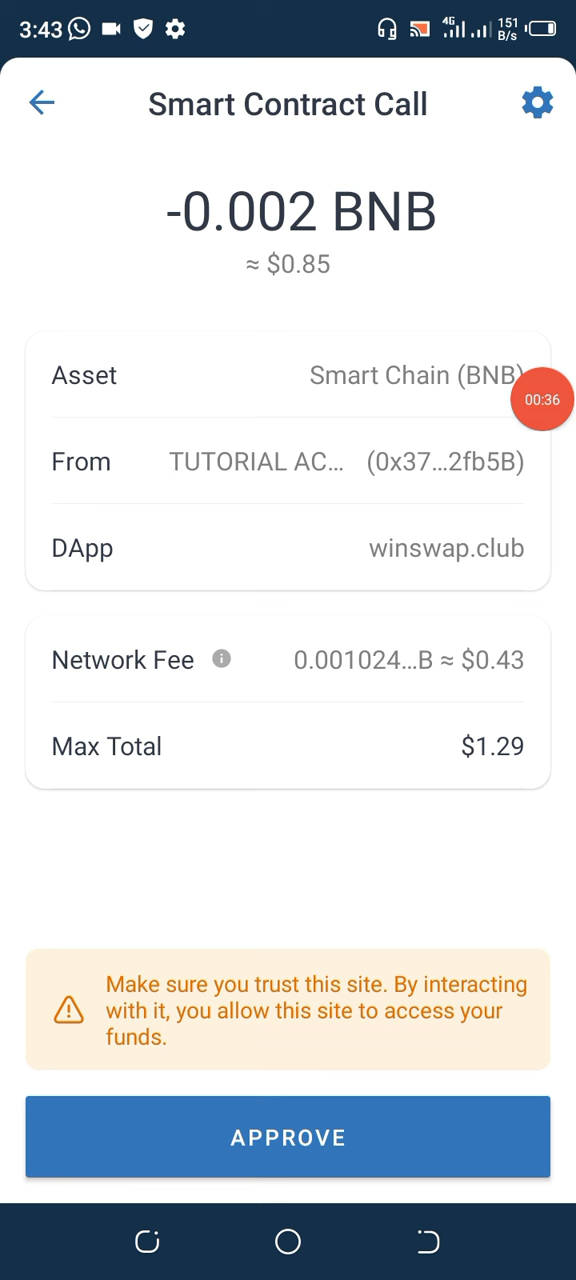 3:43 4G 151 B/s
Smart Contract Call
-0.002 BNB
≈ $0.85
Asset Smart Chain (BNB)
00:36
From TUTORIAL AC... (0x37...2fb5B)
DApp winswap.club
Network Fee 0.001024...B ≈ $0.43
Max Total $1.29
Make sure you trust this site. By interacting
with it, you allow this site to access your
funds.
APPROVE